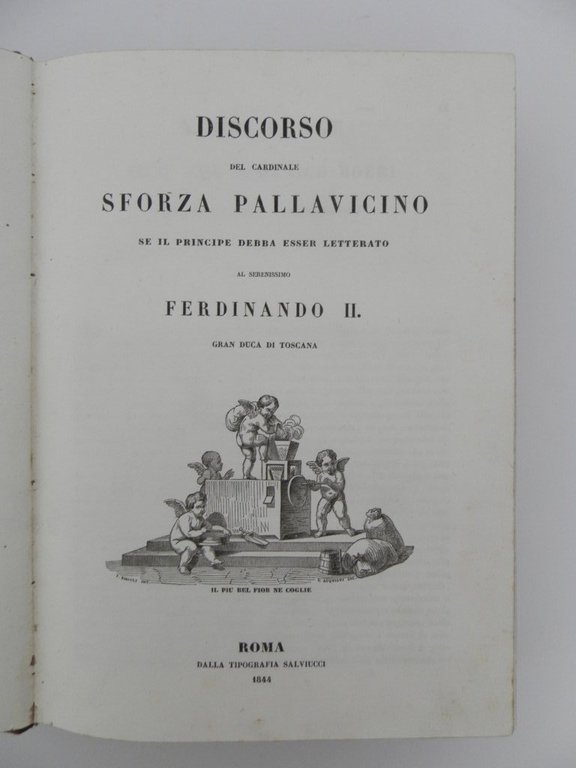 DISCORSO
DEL CARDINALE
SFORZA PALLAVICINO
SE IL PRINCIPE DEBBA ESSER LETTERATO
AL SERENISSIMO
FERDINANDO II.
GRAN DUCA DI TOSCANA
IL PIU BEL FIOR NE COGLIE
ROMA
DALLA TIPOGRAFIA SALVIUCCI
1844